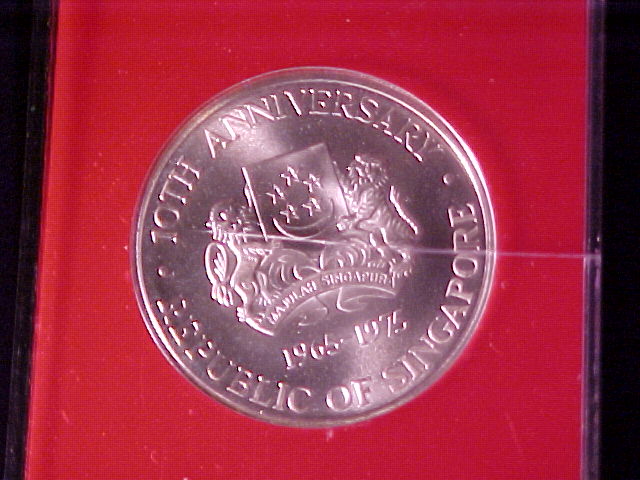 10TH ANNIVERSARY
MAJULAH SINGAPURA
1965-1975
REPUBLIC OF SINGAPORE